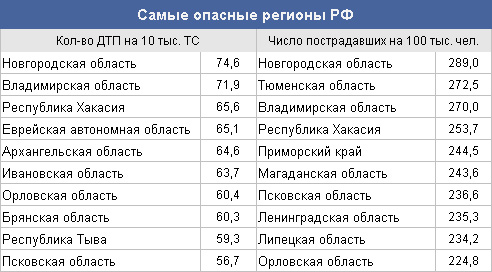 Самые опасные регионы РФ
Кол-во ДТП на 10 тыс. ТС Число пострадавших на 100 тыс. чел.
Новгородская область 74,6 Новгородская область 289,0
Владимирская область 71,9 Тюменская область 272,5
Республика Хакасия 65,6 Владимирская область 270,0
Еврейская автономная область 65,1 Республика Хакасия 253,7
Архангельская область 64,6 Приморский край 244,5
Ивановская область 63,7 Магаданская область 243,6
Орловская область 60,4 Псковская область 236,6
Брянская область 60,3 Ленинградская область 235,3
Республика Тыва 59,3 Липецкая область 234,2
Псковская область 56,7 Орловская область 224,8